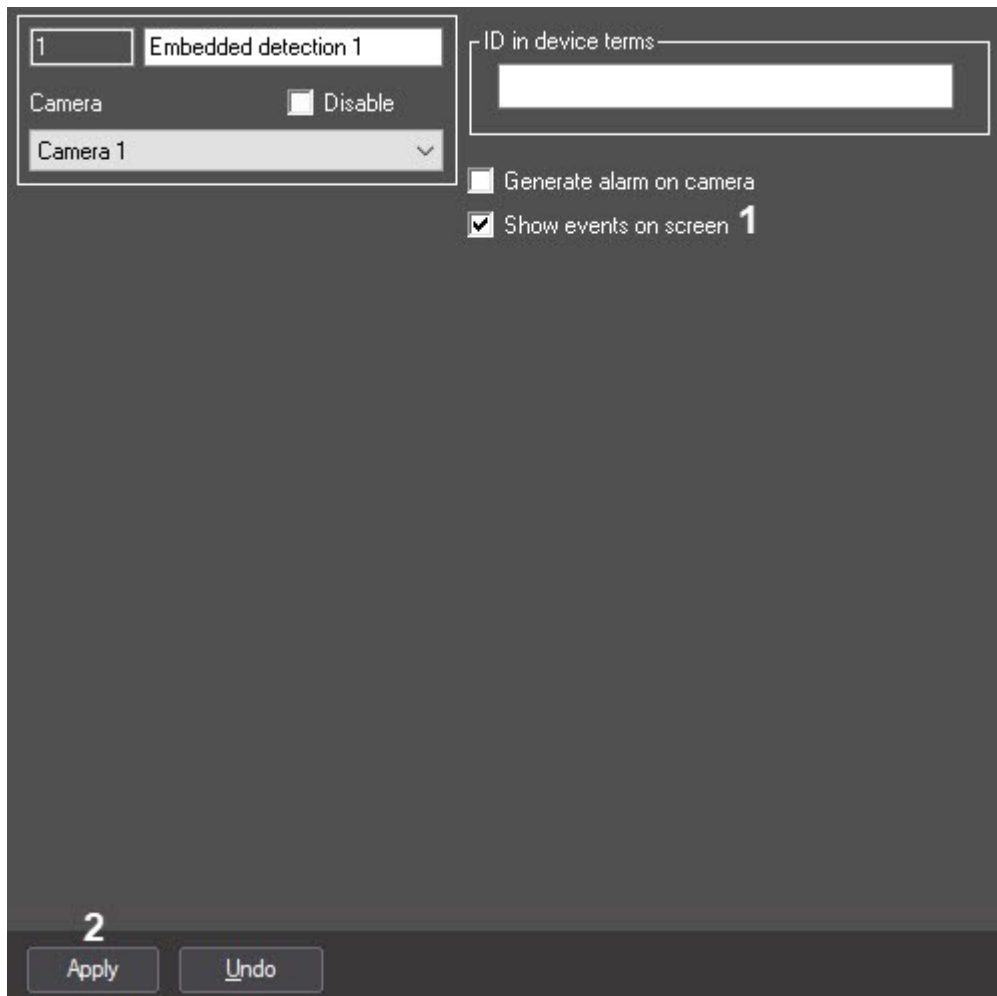 1 Embedded detection 1
Camera Disable
Camera 1
ID in device terms
Generate alarm on camera
Show events on screen 1
2
Apply Undo